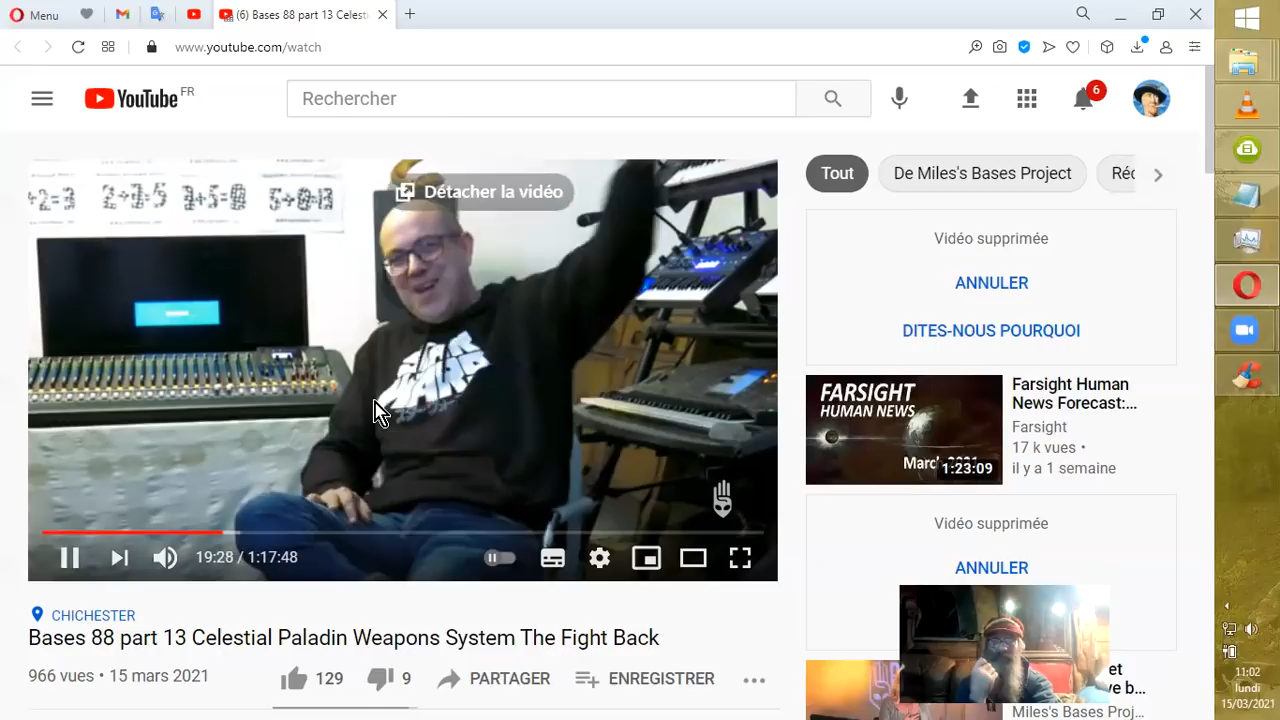 Menu
(6) Bases 88 part 13 Celesti
www.youtube.com/watch
YouTube FR
Rechercher
6
Détacher la vidéo
19:28 / 1:17:48
CHICHESTER
Bases 88 part 13 Celestial Paladin Weapons System The Fight Back
966 vues • 15 mars 2021
129
9
PARTAGER
ENREGISTRER
Tout
De Miles's Bases Project
Réc
Vidéo supprimée
ANNULER
DITES-NOUS POURQUOI
FARSIGHT
HUMAN NEWS
1:23:09
Farsight Human
News Forecast:...
Farsight
17 k vues •
il y a 1 semaine
Vidéo supprimée
ANNULER
et
ve b...
Miles's Bases Proj...
11:02
lundi
15/03/2021